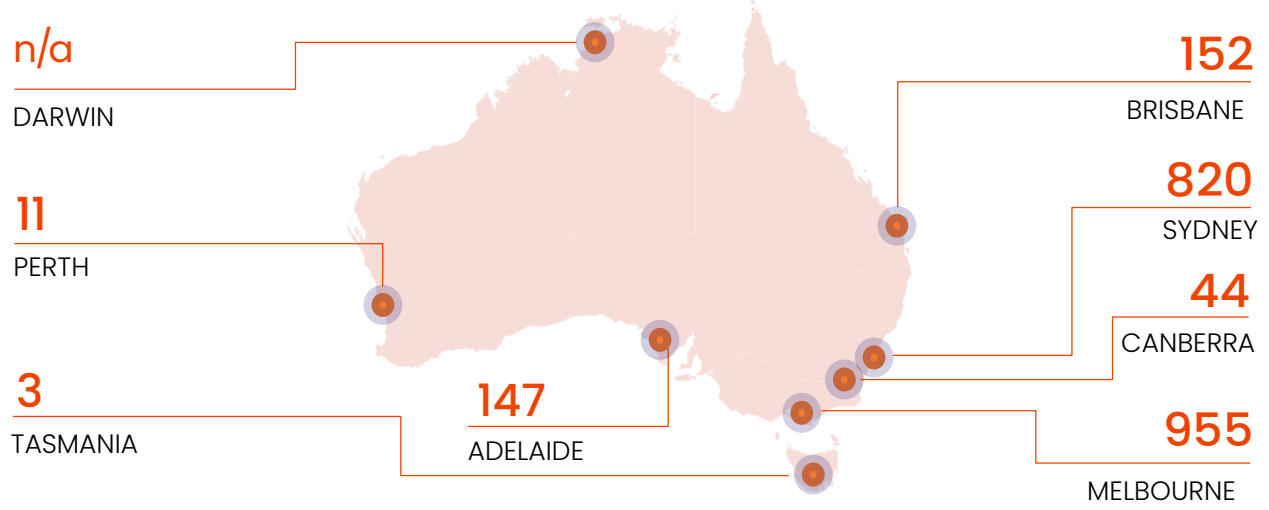 n/a
DARWIN
11
PERTH
3
TASMANIA
147
ADELAIDE
152
BRISBANE
820
SYDNEY
44
CANBERRA
955
MELBOURNE